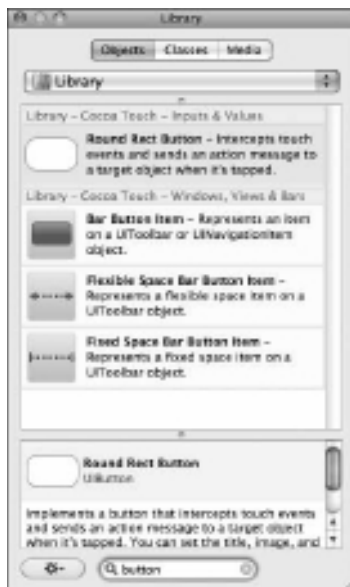 Library
Objects Classes Media
Library
Library – Cocoa Touch – Inputs & Values
Round Rect Button – Intercepts touch
events and sends an action message to
a target object when it's tapped.
Library – Cocoa Touch – Windows, Views & Bars
Bar Button Item – Represents an item
on a UIToolbar or UINavigationItem
object.
Flexible Space Bar Button Item –
Represents a flexible space item on a
UIToolbar object.
Fixed Space Bar Button Item –
Represents a fixed space item on a
UIToolbar object.
Round Rect Button
UIButton
Implements a button that intercepts touch events
and sends an action message to a target object
when it's tapped. You can set the title, image, and
button